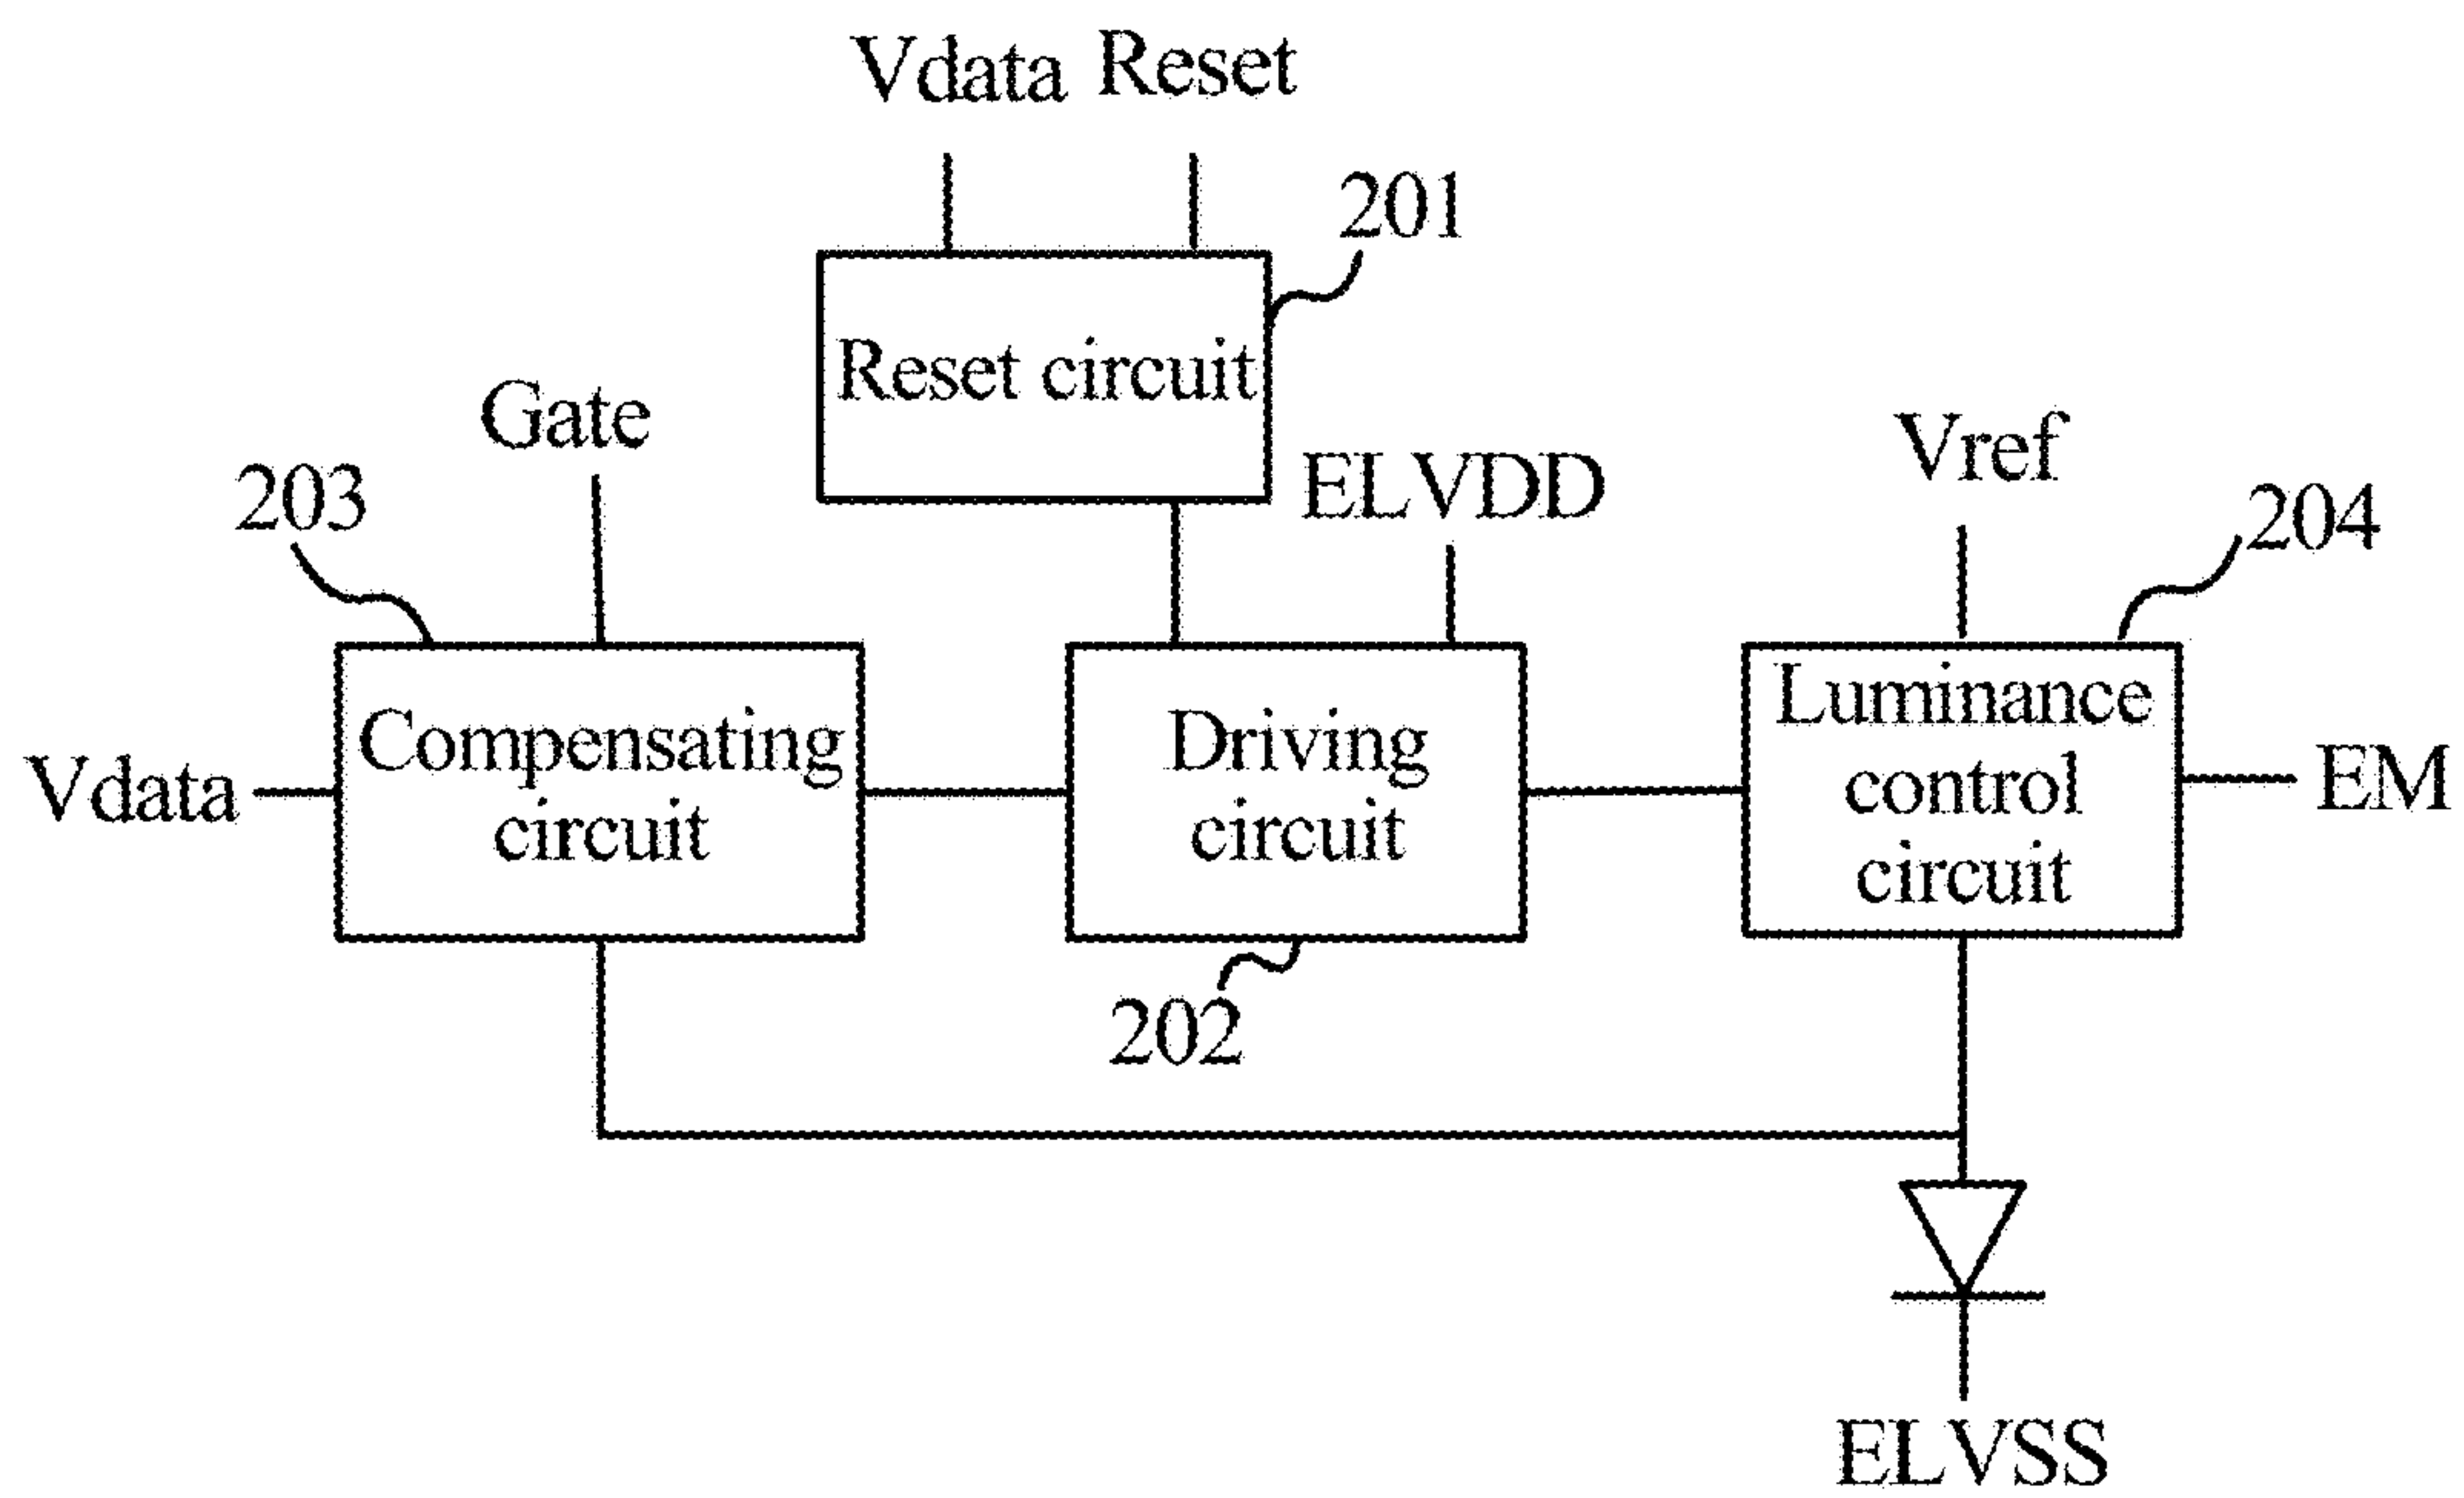 Vdata Reset
201
Reset circuit
Gate
203
ELVDD
Vref
204
Vdata
Compensating
circuit
Driving
circuit
Luminance
control
circuit
EM
202
ELVSS